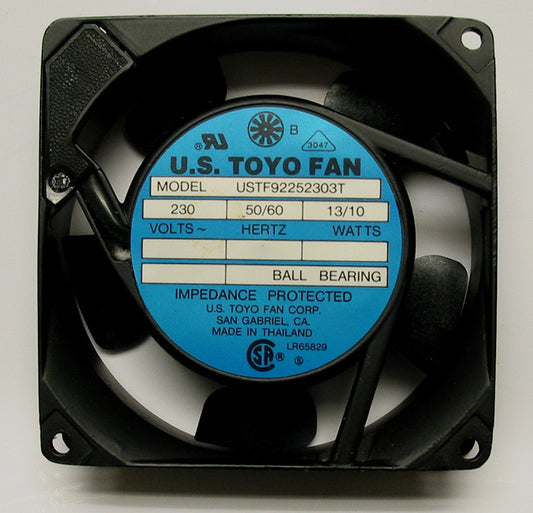 B
3047
U.S. TOYO FAN
MODEL USTF92252303T
230 50/60 13/10
VOLTS~ HERTZ WATTS
BALL BEARING
IMPEDANCE PROTECTED
U.S. TOYO FAN CORP.
SAN GABRIEL, CA.
MADE IN THAILAND
LR65829
SA ® S